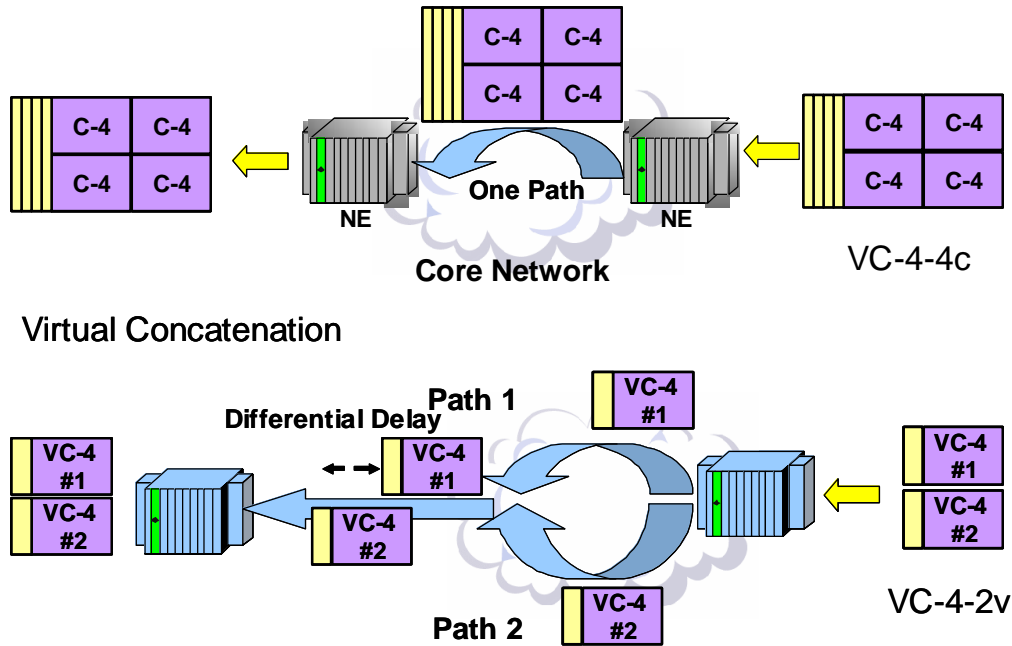 C-4 C-4
C-4 C-4
C-4 C-4
C-4 C-4
C-4 C-4
C-4 C-4
One Path
NE
NE
Core Network
VC-4-4c
Virtual Concatenation
Path 1
VC-4
#1
Differential Delay
VC-4
#1
VC-4
#2
VC-4
#1
VC-4
#2
VC-4
#1
VC-4
#2
VC-4
#2
Path 2
VC-4-2v